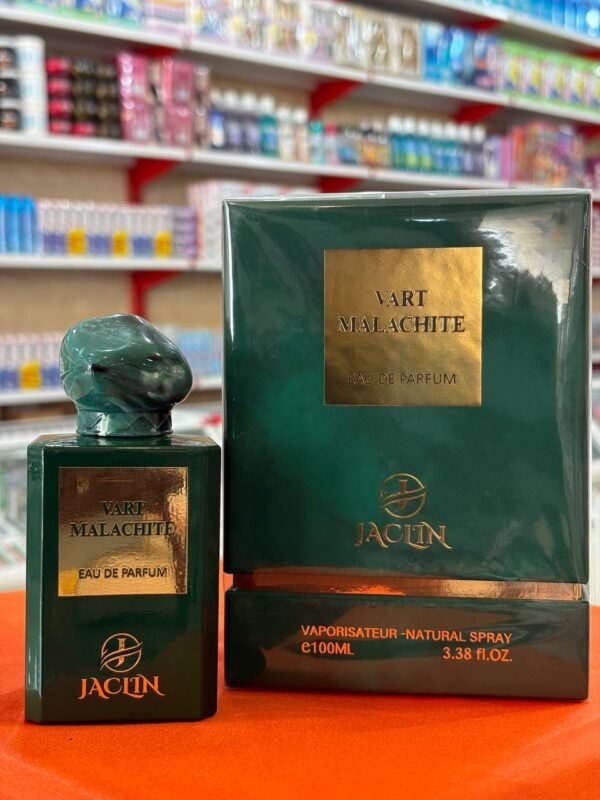 VART
MALACHITE
EAU DE PARFUM
JACLIN
VAPORISATEUR-NATURAL SPRAY
e100ML 3.38 fl.OZ.
VART
MALACHITE
EAU DE PARFUM
JACLIN